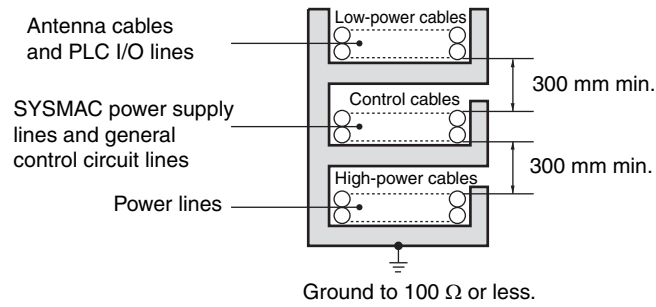 Low-power cables
Antenna cables
and PLC I/O lines
300 mm min.
Control cables
SYSMAC power supply
lines and general
control circuit lines
300 mm min.
High-power cables
Power lines
Ground to 100 Ω or less.